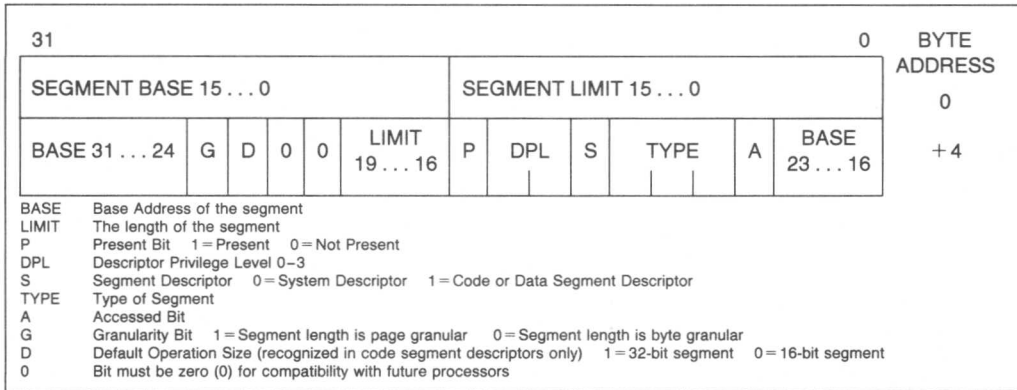 31 0 BYTE ADDRESS
SEGMENT BASE 15 . . . 0 SEGMENT LIMIT 15 . . . 0 0
BASE 31 . . . 24 G D 0 0 LIMIT 19 . . . 16 P DPL S TYPE A BASE 23 . . . 16 +4
BASE Base Address of the segment
LIMIT The length of the segment
P Present Bit 1=Present 0=Not Present
DPL Descriptor Privilege Level 0–3
S Segment Descriptor 0=System Descriptor 1=Code or Data Segment Descriptor
TYPE Type of Segment
A Accessed Bit
G Granularity Bit 1=Segment length is page granular 0=Segment length is byte granular
D Default Operation Size (recognized in code segment descriptors only) 1=32-bit segment 0=16-bit segment
0 Bit must be zero (0) for compatibility with future processors